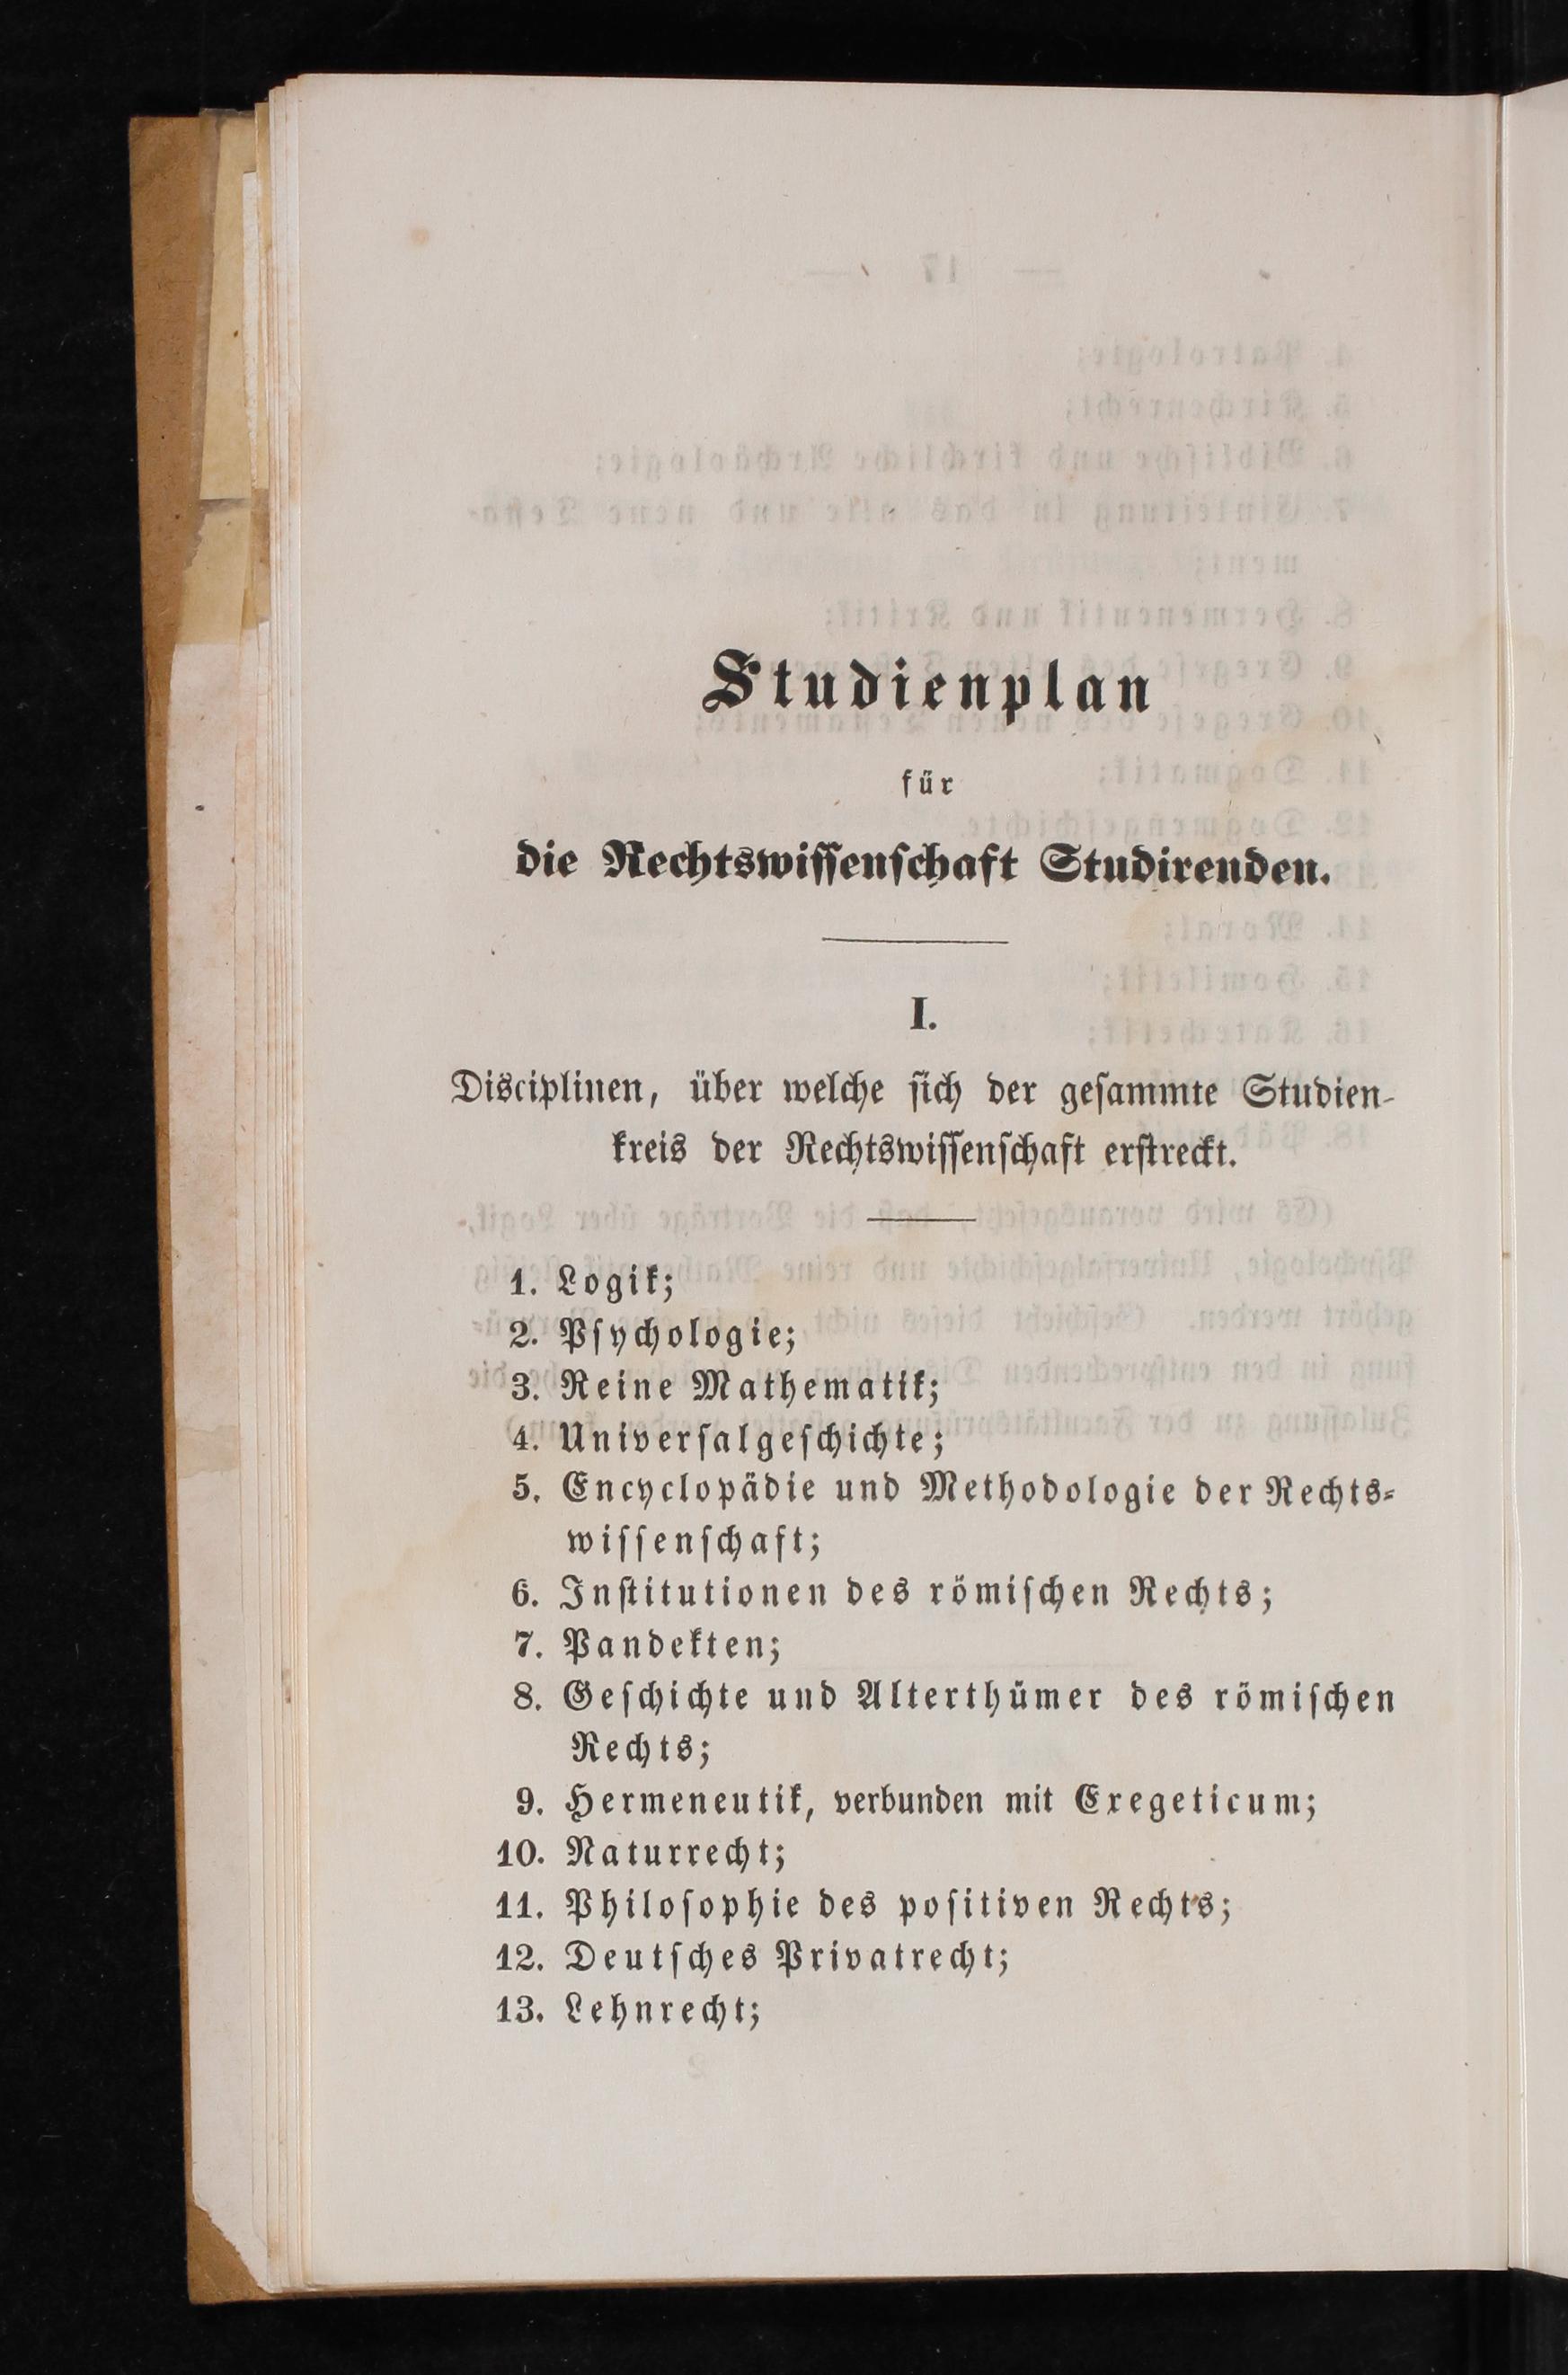 Studienplan
für
die Rechtswissenschaft Studirenden.
I.
Disciplinen, über welche sich der gesammte Studien-
kreis der Rechtswissenschaft erstreckt.
1. Logik;
2. Psychologie;
3. Reine Mathematik;
4. Universalgeschichte;
5. Encyclopädie und Methodologie der Rechts-
wissenschaft;
6. Institutionen des römischen Rechts;
7. Pandekten;
8. Geschichte und Alterthümer des römischen
Rechts;
9. Hermeneutik, verbunden mit Exegeticum;
10. Naturrecht;
11. Philosophie des positiven Rechts;
12. Deutsches Privatrecht;
13. Lehnrecht;